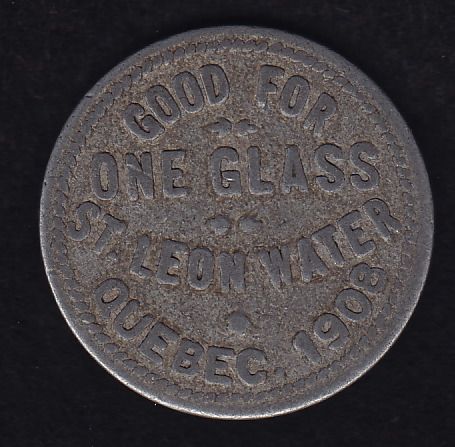 GOOD FOR
ONE GLASS
ST. LEON WATER
QUEBEC, 1908